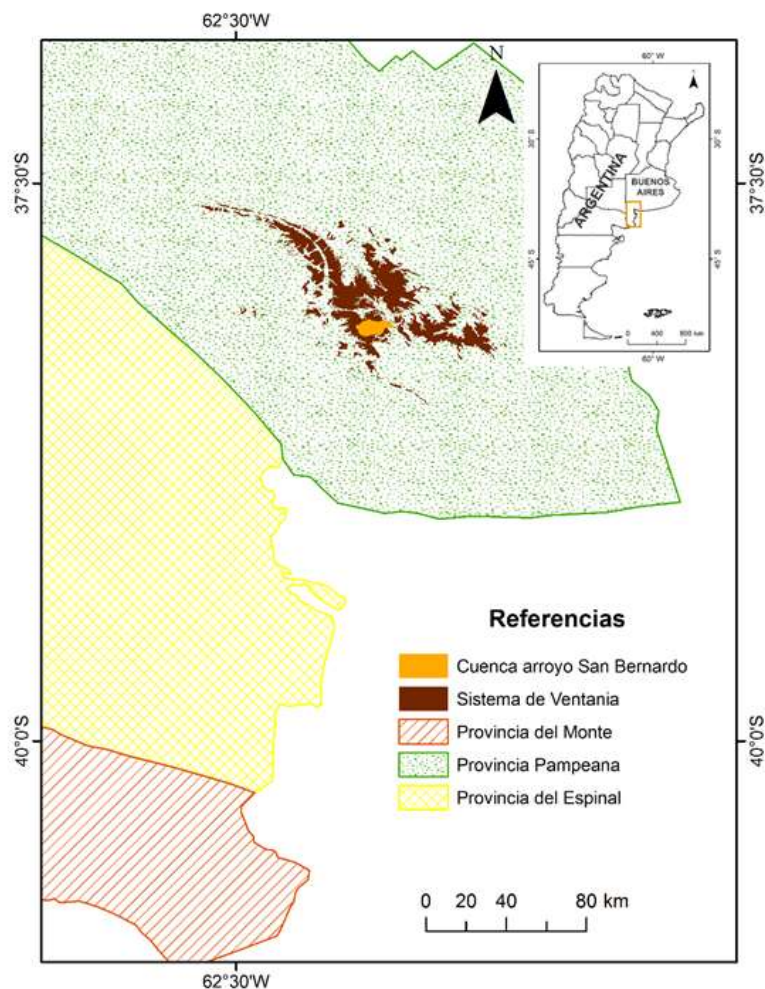 62°30'W
N
60° W
37°30'S
37°30'S
30° S
30° S
ARGENTINA
BUENOS
AIRES
45° S
45° S
0 400 800 km
60° W
Referencias
Cuenca arroyo San Bernardo
Sistema de Ventania
Provincia del Monte
Provincia Pampeana
Provincia del Espinal
40°0'S
40°0'S
0 20 40 80 km
62°30'W